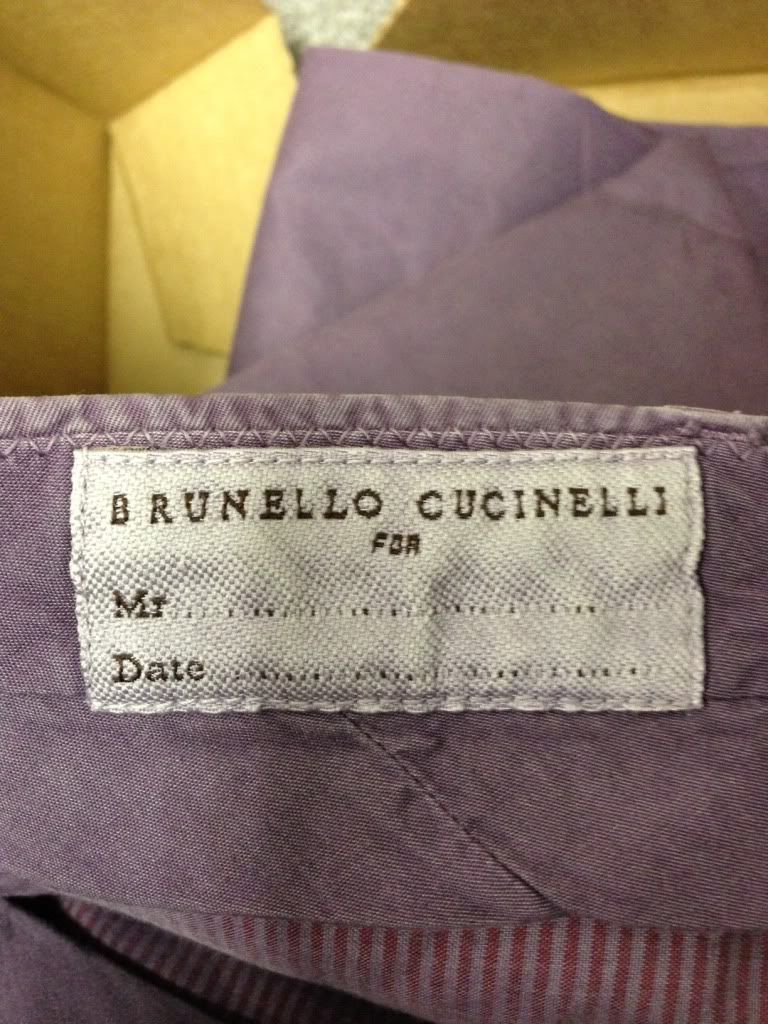 BRUNELLO CUCINELLI
FOR
Mr ........................
Date ........................